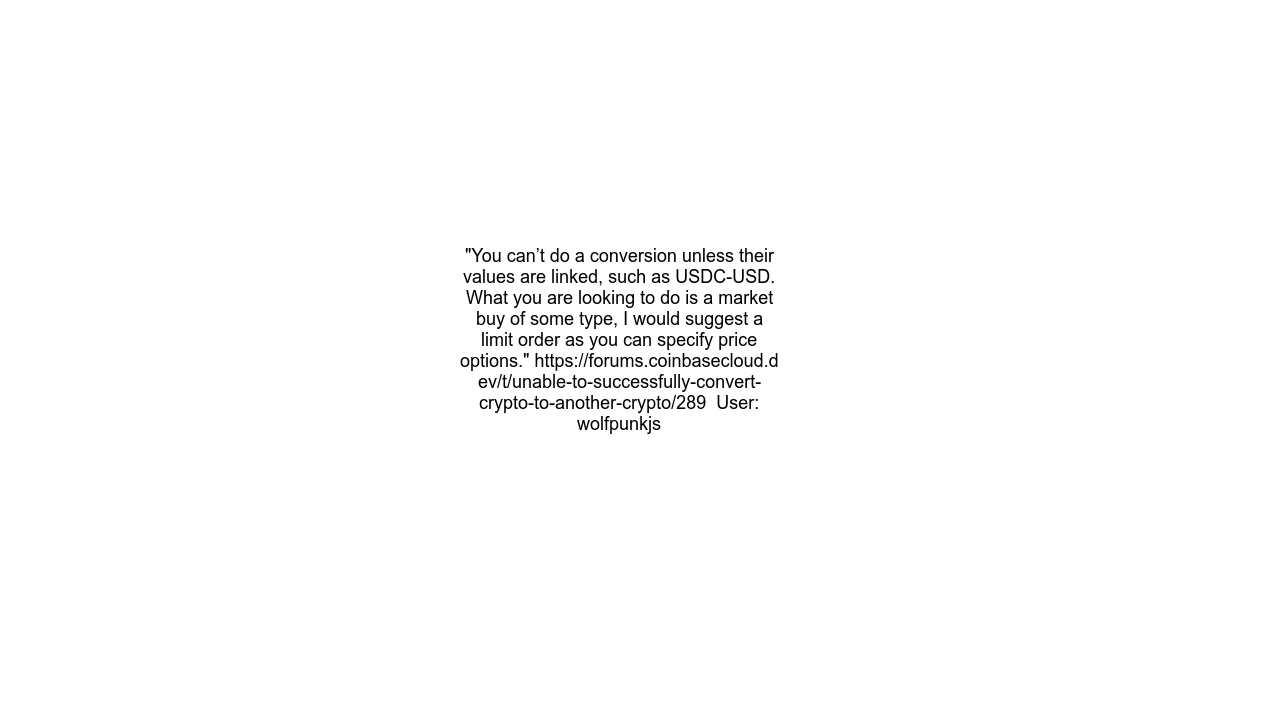 "You can’t do a conversion unless their
values are linked, such as USDC-USD.
What you are looking to do is a market
buy of some type, I would suggest a
limit order as you can specify price
options." https://forums.coinbasecloud.d
ev/t/unable-to-successfully-convert-
crypto-to-another-crypto/289  User:
wolfpunkjs